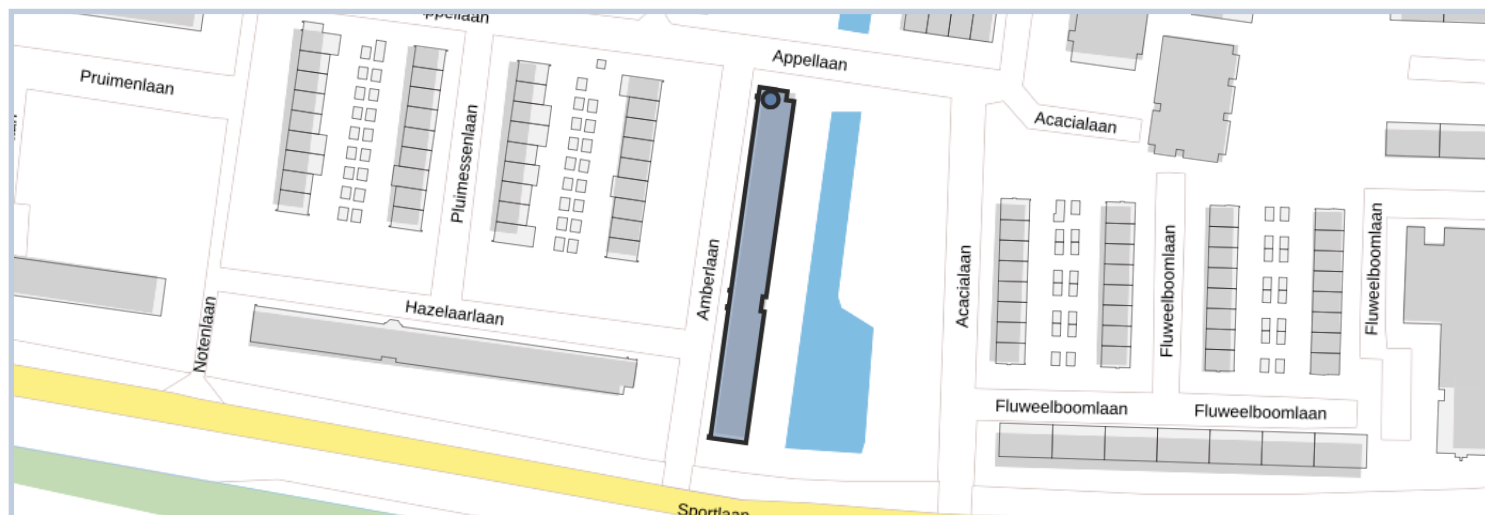 Appellaan
Appellaan
Pruimenlaan
Acacialaan
Pluimessenlaan
Amberlaan
Acacialaan
Fluweelboomlaan
Fluweelboomlaan
Hazelaarlaan
Notenlaan
Fluweelboomlaan
Fluweelboomlaan
Sportlaan